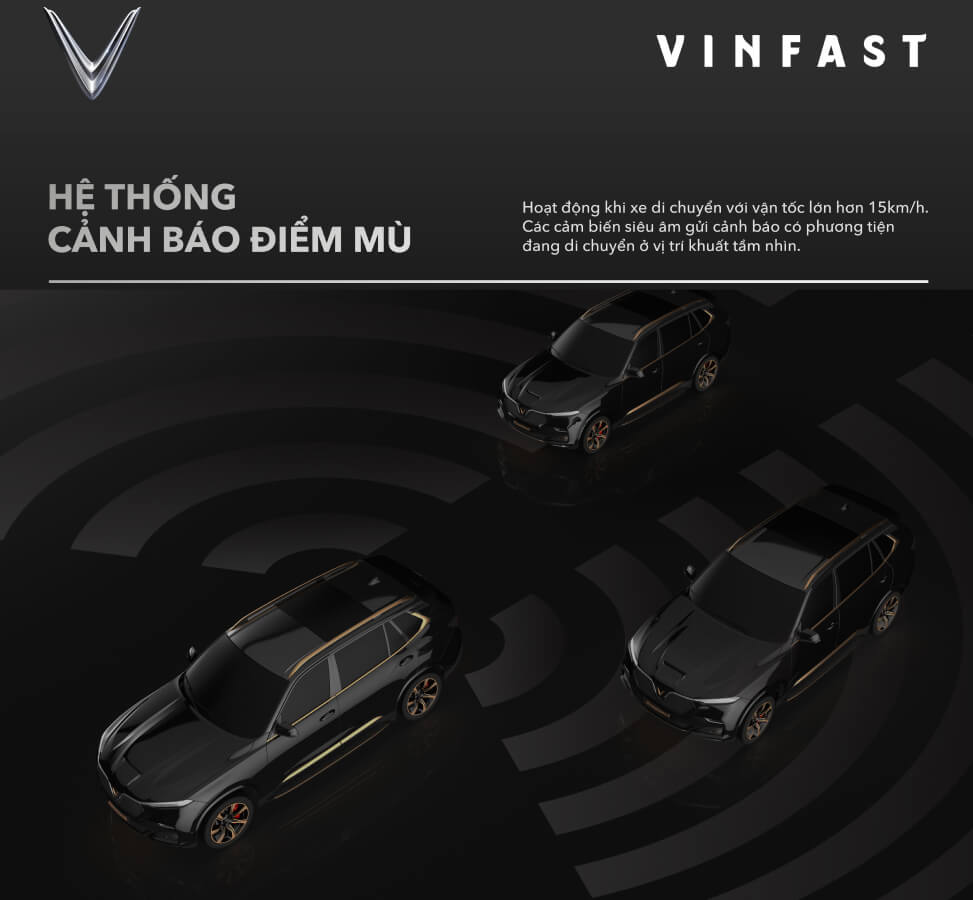 VINFAST
HỆ THỐNG
CẢNH BÁO ĐIỂM MÙ
Hoạt động khi xe di chuyển với vận tốc lớn hơn 15km/h.
Các cảm biến siêu âm gửi cảnh báo có phương tiện
đang di chuyển ở vị trí khuất tầm nhìn.